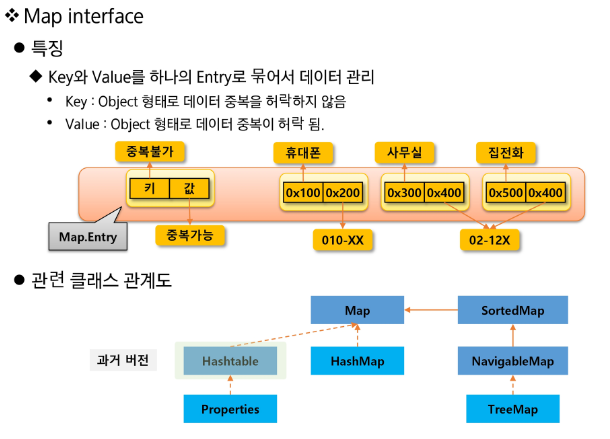 ❖ Map interface
● 특징
◆ Key와 Value를 하나의 Entry로 묶어서 데이터 관리
• Key : Object 형태로 데이터 중복을 허락하지 않음
• Value : Object 형태로 데이터 중복이 허락 됨.
중복불가 휴대폰 사무실 집전화
키 값 0x100 0x200 0x300 0x400 0x500 0x400
Map.Entry 중복가능 010-XX 02-12X
● 관련 클래스 관계도
Map SortedMap
과거 버전 Hashtable HashMap NavigableMap
Properties TreeMap